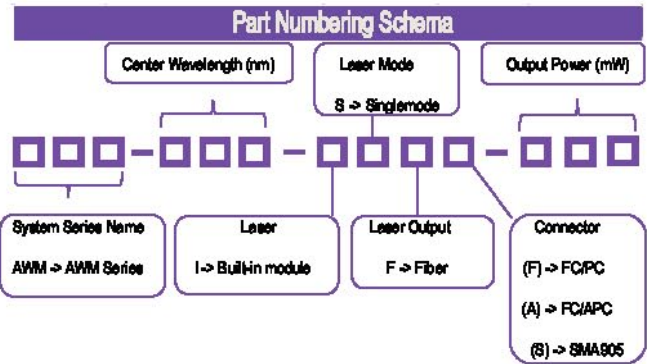 Part Numbering Schema
Center Wavelength (nm)
Laser Mode
S -> Singlemode
Output Power (mW)
System Series Name
AWM -> AWM Series
Laser
I -> Built-in module
Laser Output
F -> Fiber
Connector
(F) -> FC/PC
(A) -> FC/APC
(S) -> SMA905